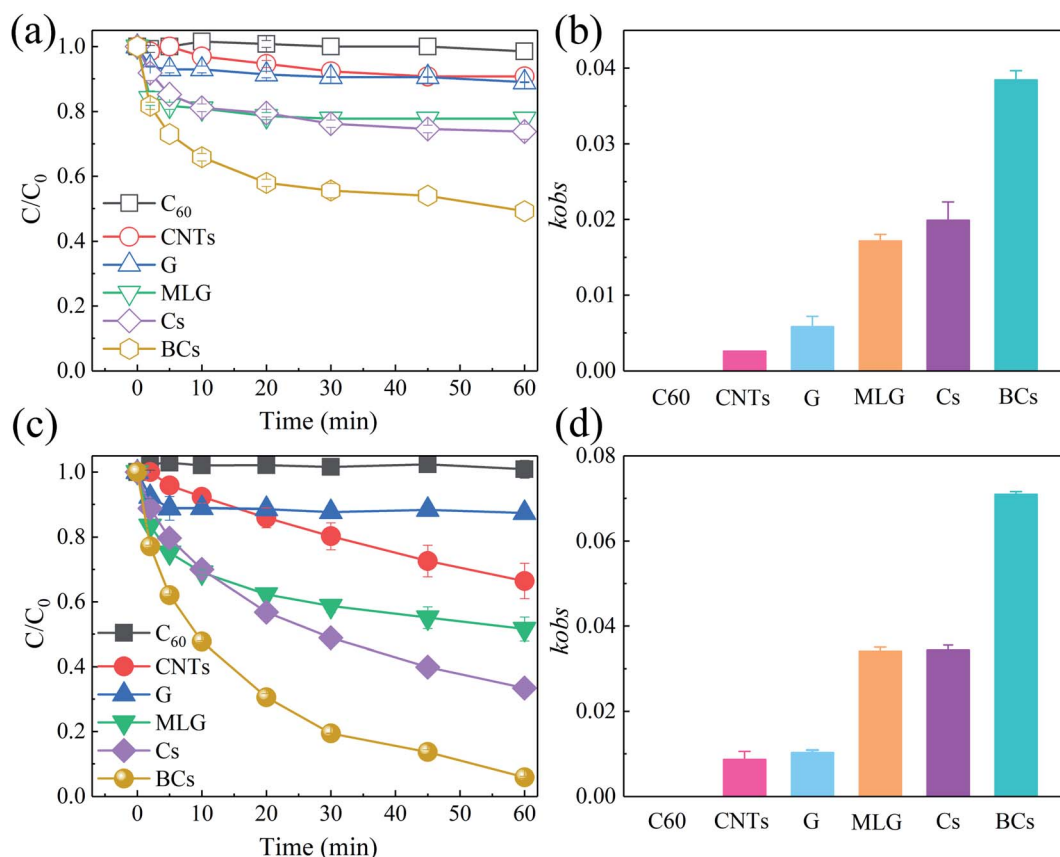 (a)
C/C0
1.0
0.8
0.6
0.4
0.2
0.0
C60
CNTs
G
MLG
Cs
BCs
0 10 20 30 40 50 60
Time (min)
(b)
kobs
0.04
0.03
0.02
0.01
0.00
C60 CNTs G MLG Cs BCs
(c)
C/C0
1.0
0.8
0.6
0.4
0.2
0.0
C60
CNTs
G
MLG
Cs
BCs
0 10 20 30 40 50 60
Time (min)
(d)
kobs
0.08
0.06
0.04
0.02
0.00
C60 CNTs G MLG Cs BCs